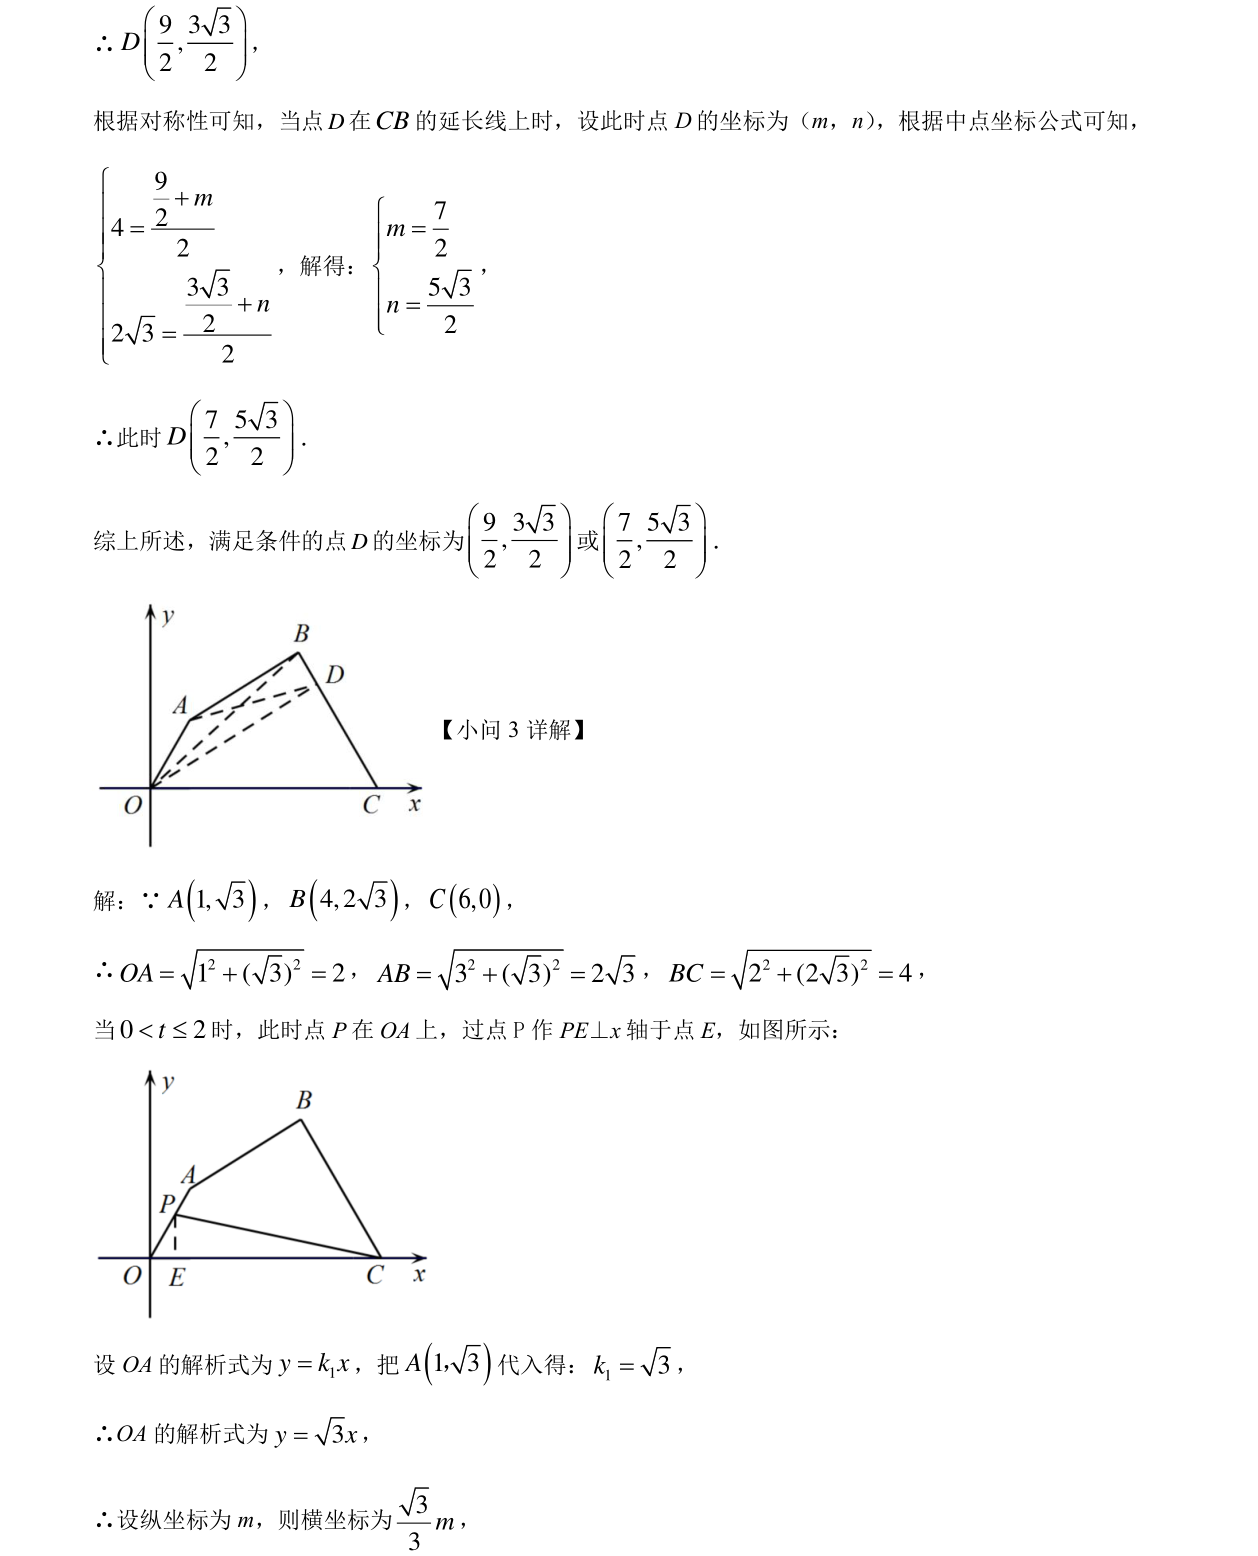 ∴ D(9/2, 3√3/2)，
根据对称性可知，当点 D 在 CB 的延长线上时，设此时点 D 的坐标为（m，n），根据中点坐标公式可知，
{4 = (9/2 + m)/2, 2√3 = (3√3/2 + n)/2}，解得：{m = 7/2, n = 5√3/2}，
∴此时 D(7/2, 5√3/2)．
综上所述，满足条件的点 D 的坐标为(9/2, 3√3/2)或(7/2, 5√3/2)．
y
B
D
A
【小问 3 详解】
O
C
x
解：∵ A(1,√3)，B(4,2√3)，C(6,0)，
∴ OA = √(1² + (√3)²) = 2，AB = √(3² + (√3)²) = 2√3，BC = √(2² + (2√3)²) = 4，
当 0 < t ≤ 2 时，此时点 P 在 OA 上，过点 P 作 PE⊥x 轴于点 E，如图所示：
y
B
A
P
O
E
C
x
设 OA 的解析式为 y = k₁x，把 A(1,√3) 代入得：k₁ = √3，
∴OA 的解析式为 y = √3x，
∴设纵坐标为 m，则横坐标为 √3/3 m，